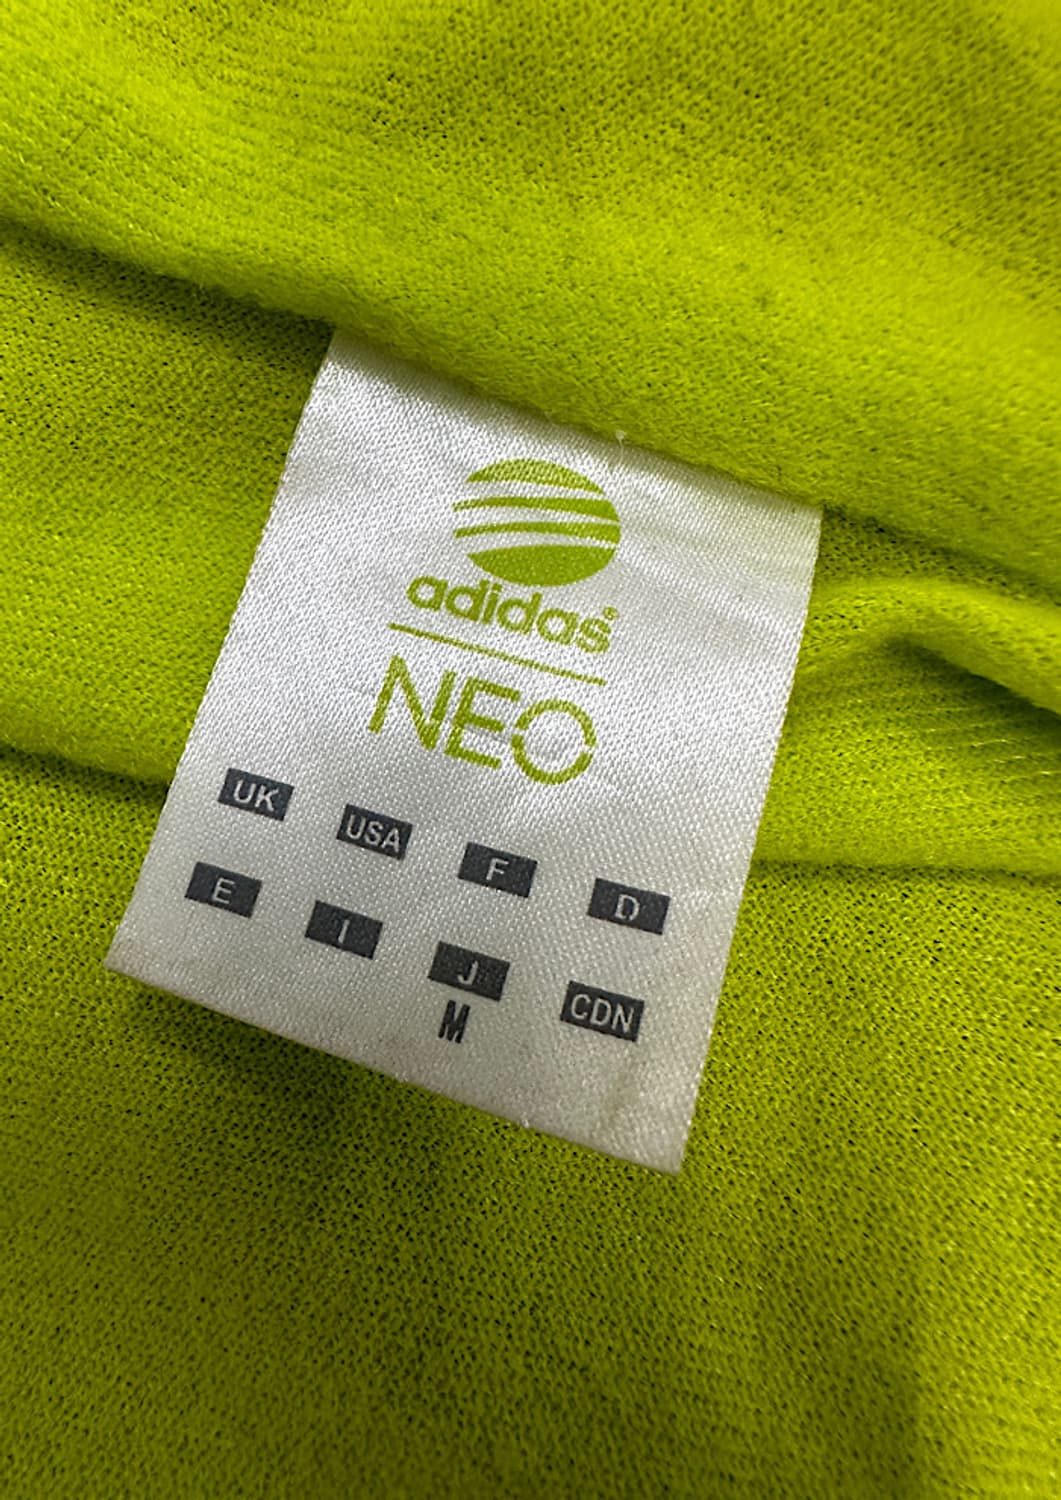 adidas®
NEO
UK USA F D
E I J CDN
M